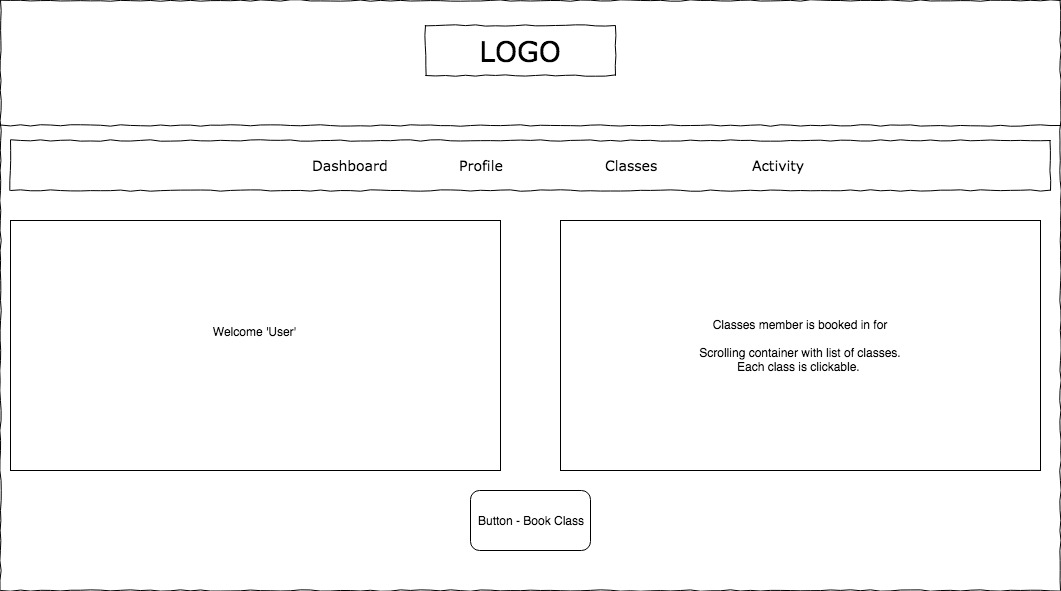 LOGO
Dashboard
Profile
Classes
Activity
Welcome 'User'
Classes member is booked in for
Scrolling container with list of classes.
Each class is clickable.
Button - Book Class